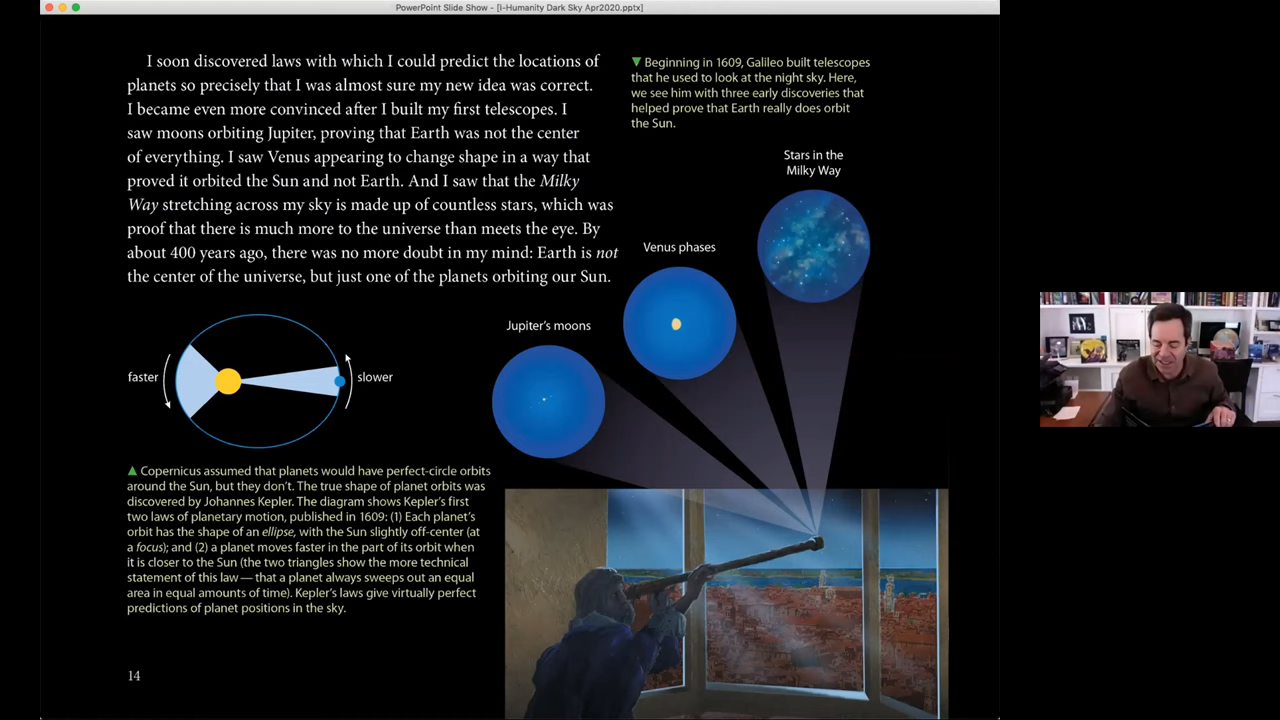 PowerPoint Slide Show - [I-Humanity Dark Sky Apr2020.pptx]
I soon discovered laws with which I could predict the locations of
planets so precisely that I was almost sure my new idea was correct.
I became even more convinced after I built my first telescopes. I
saw moons orbiting Jupiter, proving that Earth was not the center
of everything. I saw Venus appearing to change shape in a way that
proved it orbited the Sun and not Earth. And I saw that the Milky
Way stretching across my sky is made up of countless stars, which was
proof that there is much more to the universe than meets the eye. By
about 400 years ago, there was no more doubt in my mind: Earth is not
the center of the universe, but just one of the planets orbiting our Sun.
▼ Beginning in 1609, Galileo built telescopes
that he used to look at the night sky. Here,
we see him with three early discoveries that
helped prove that Earth really does orbit
the Sun.
Stars in the
Milky Way
Venus phases
Jupiter's moons
faster
slower
▲ Copernicus assumed that planets would have perfect-circle orbits
around the Sun, but they don't. The true shape of planet orbits was
discovered by Johannes Kepler. The diagram shows Kepler's first
two laws of planetary motion, published in 1609: (1) Each planet's
orbit has the shape of an ellipse, with the Sun slightly off-center (at
a focus); and (2) a planet moves faster in the part of its orbit when
it is closer to the Sun (the two triangles show the more technical
statement of this law — that a planet always sweeps out an equal
area in equal amounts of time). Kepler's laws give virtually perfect
predictions of planet positions in the sky.
14